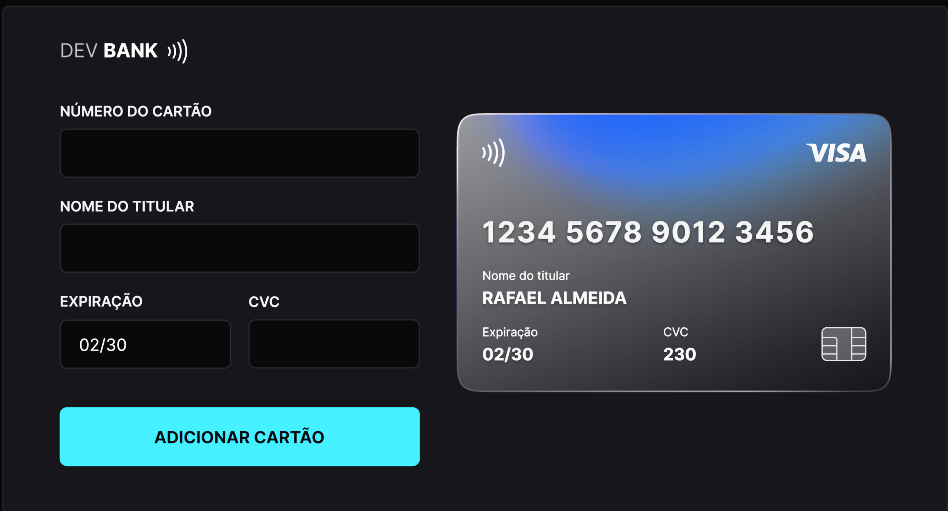 DEV BANK
NÚMERO DO CARTÃO
NOME DO TITULAR
EXPIRAÇÃO CVC
02/30
ADICIONAR CARTÃO
VISA
1234 5678 9012 3456
Nome do titular
RAFAEL ALMEIDA
Expiração CVC
02/30 230